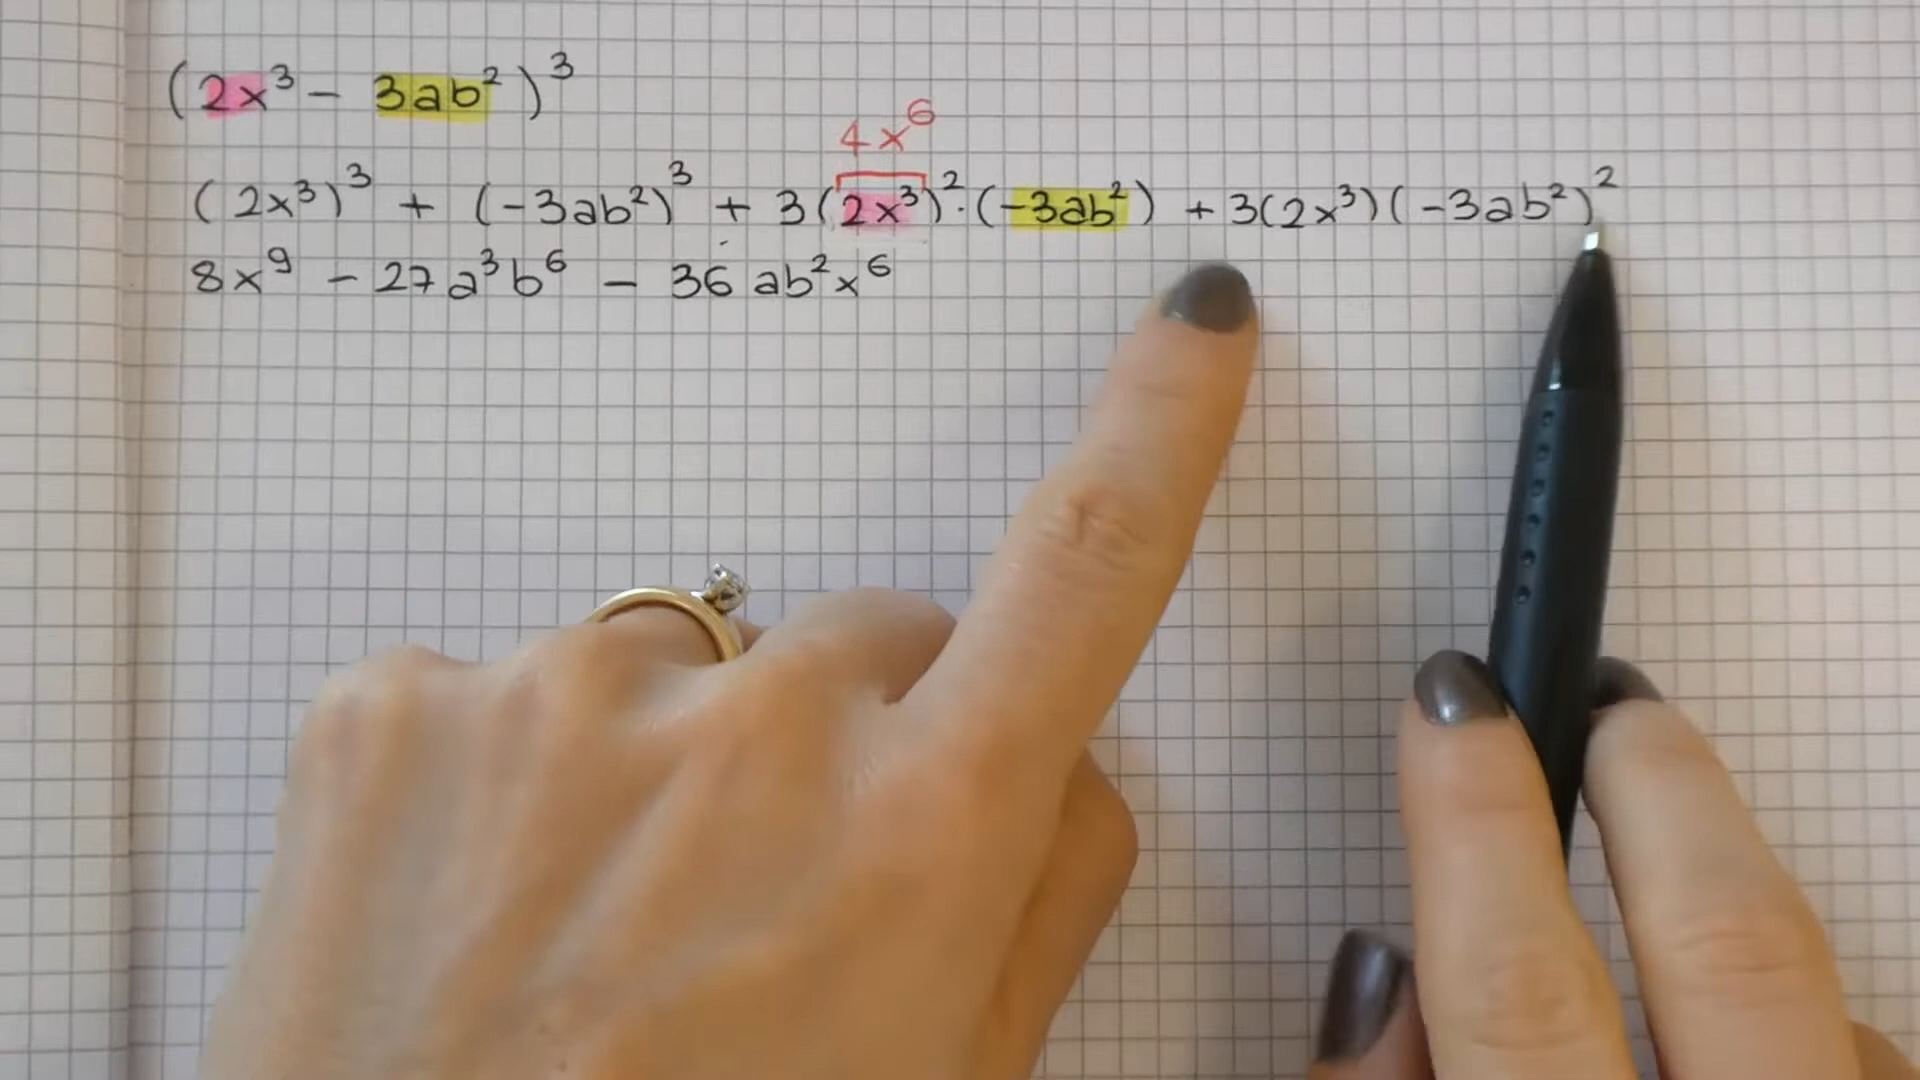 (2x³ - 3ab²)³
4x⁶
(2x³)³ + (-3ab²)³ + 3(2x³)²·(-3ab²) + 3(2x³)(-3ab²)²
8x⁹ - 27a³b⁶ - 36ab²x⁶